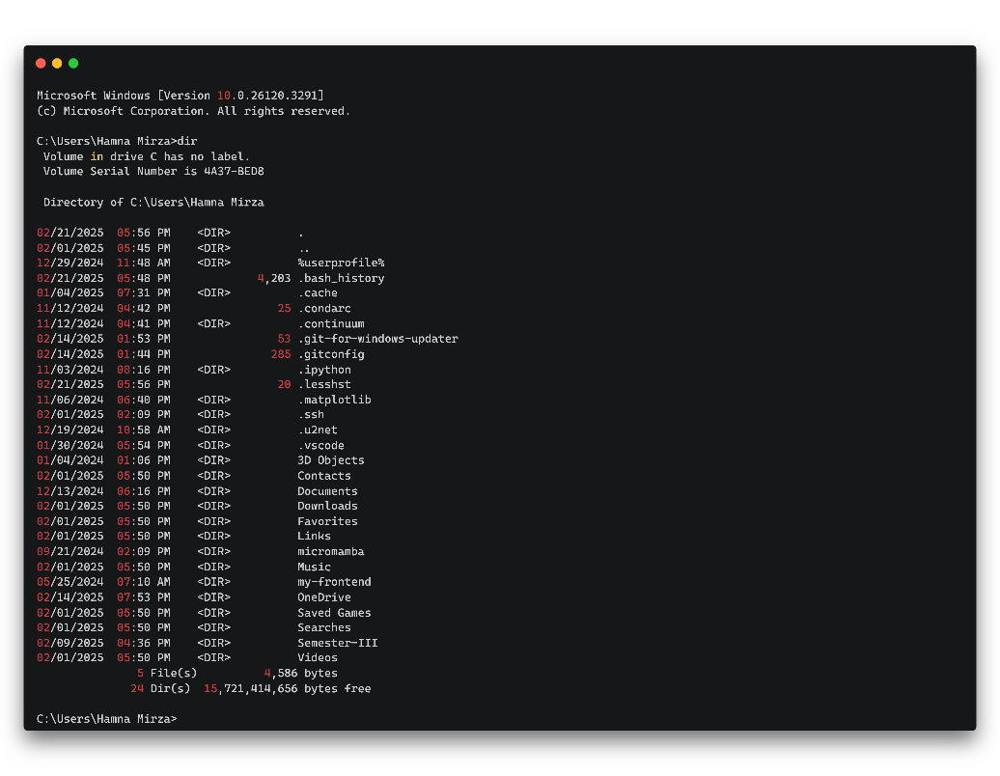 Microsoft Windows [Version 10.0.26120.3291]
(c) Microsoft Corporation. All rights reserved.

C:\Users\Hamna Mirza>dir
 Volume in drive C has no label.
 Volume Serial Number is 4A37-BED8

 Directory of C:\Users\Hamna Mirza

02/21/2025  05:56 PM    <DIR>          .
02/01/2025  05:45 PM    <DIR>          ..
12/29/2024  11:48 AM    <DIR>          %userprofile%
02/21/2025  05:48 PM             4,203 .bash_history
01/04/2025  07:31 PM    <DIR>          .cache
11/12/2024  04:42 PM                25 .condarc
11/12/2024  04:41 PM    <DIR>          .continuum
02/14/2025  01:53 PM                53 .git-for-windows-updater
02/14/2025  01:44 PM               285 .gitconfig
11/03/2024  08:16 PM    <DIR>          .ipython
02/21/2025  05:56 PM                20 .lesshst
11/06/2024  06:40 PM    <DIR>          .matplotlib
02/01/2025  02:09 PM    <DIR>          .ssh
12/19/2024  10:58 AM    <DIR>          .u2net
01/30/2024  05:54 PM    <DIR>          .vscode
01/04/2024  01:06 PM    <DIR>          3D Objects
02/01/2025  05:50 PM    <DIR>          Contacts
12/13/2024  06:16 PM    <DIR>          Documents
02/01/2025  05:50 PM    <DIR>          Downloads
02/01/2025  05:50 PM    <DIR>          Favorites
02/01/2025  05:50 PM    <DIR>          Links
09/21/2024  02:09 PM    <DIR>          micromamba
02/01/2025  05:50 PM    <DIR>          Music
05/25/2024  07:10 AM    <DIR>          my-frontend
02/14/2025  07:53 PM    <DIR>          OneDrive
02/01/2025  05:50 PM    <DIR>          Saved Games
02/01/2025  05:50 PM    <DIR>          Searches
02/09/2025  04:36 PM    <DIR>          Semester-III
02/01/2025  05:50 PM    <DIR>          Videos
               5 File(s)          4,586 bytes
              24 Dir(s)  15,721,414,656 bytes free

C:\Users\Hamna Mirza>